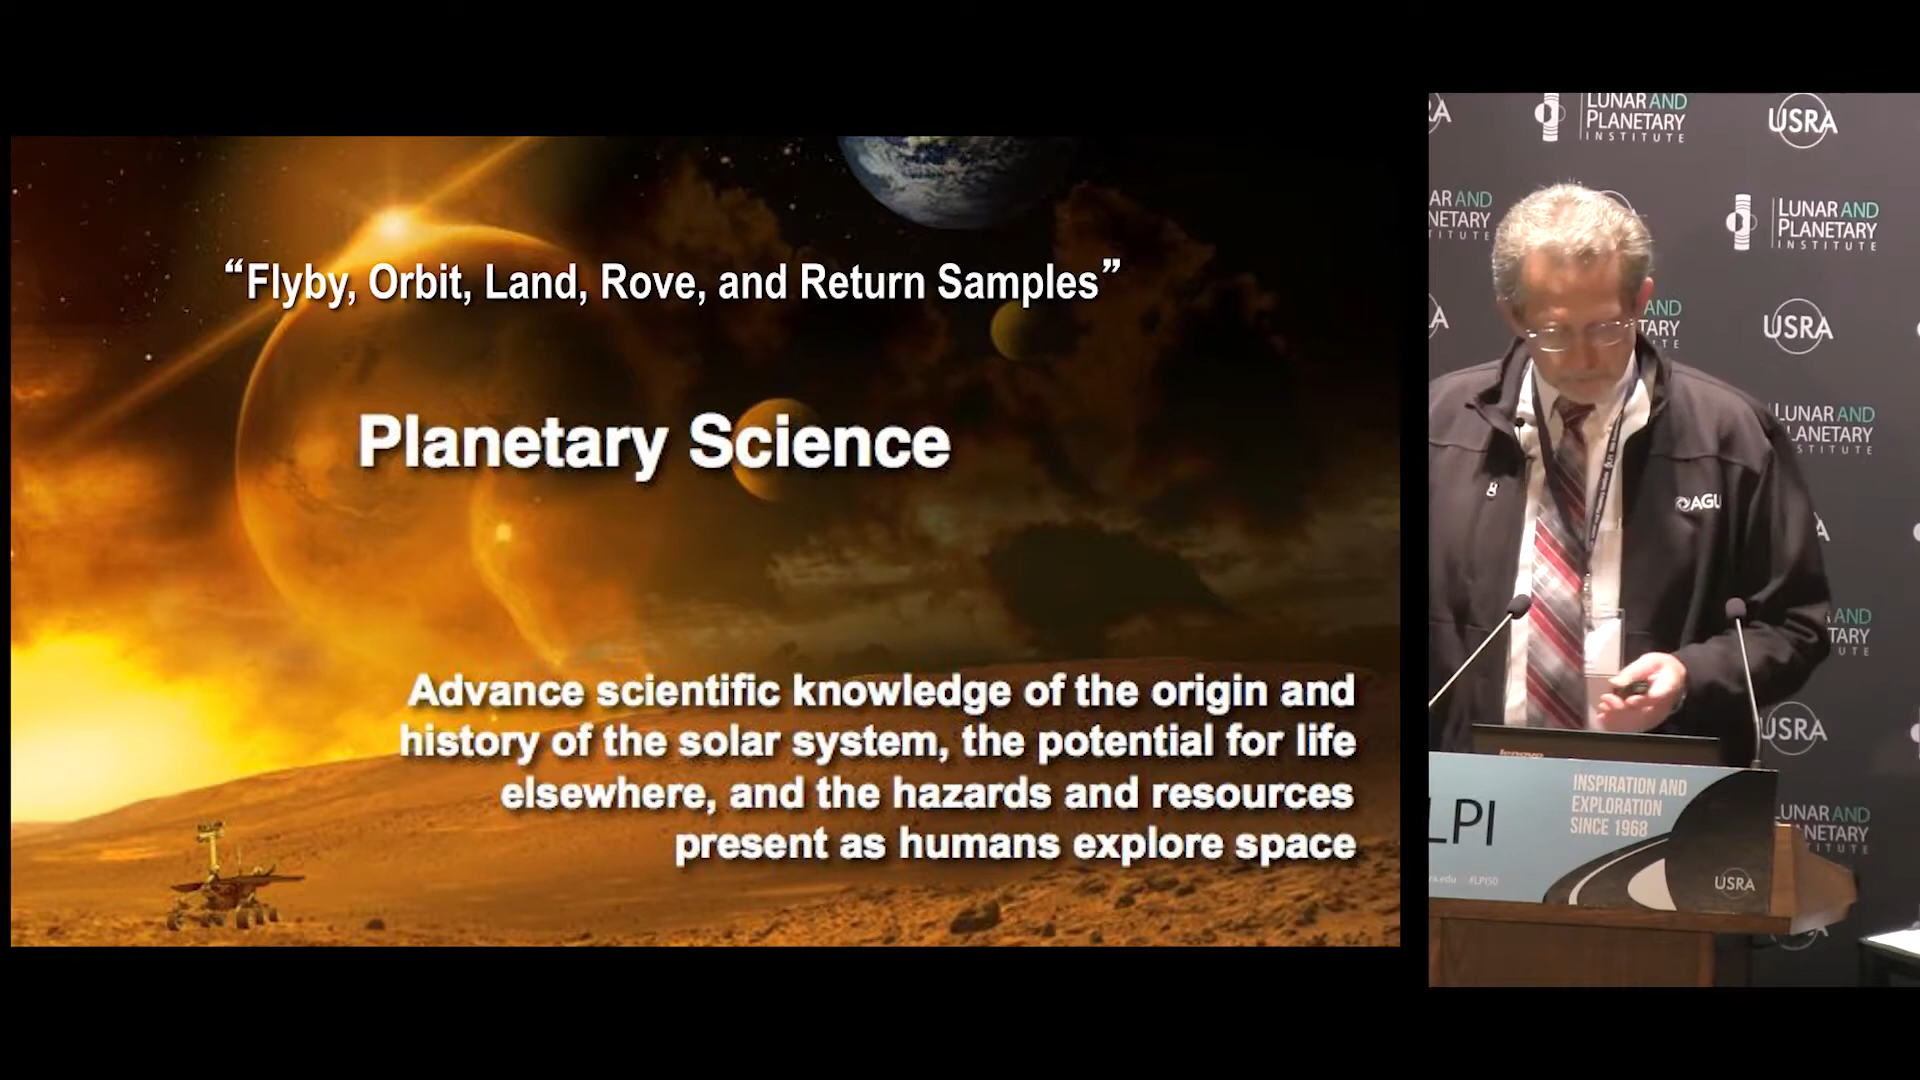 “Flyby, Orbit, Land, Rove, and Return Samples”
Planetary Science
Advance scientific knowledge of the origin and
history of the solar system, the potential for life
elsewhere, and the hazards and resources
present as humans explore space
LUNAR AND
PLANETARY
INSTITUTE
USRA
LUNAR AND
PLANETARY
INSTITUTE
USRA
LUNAR AND
AGU
USRA
LPI
INSPIRATION AND
EXPLORATION
SINCE 1968
#LPI50
USRA
LUNAR AND